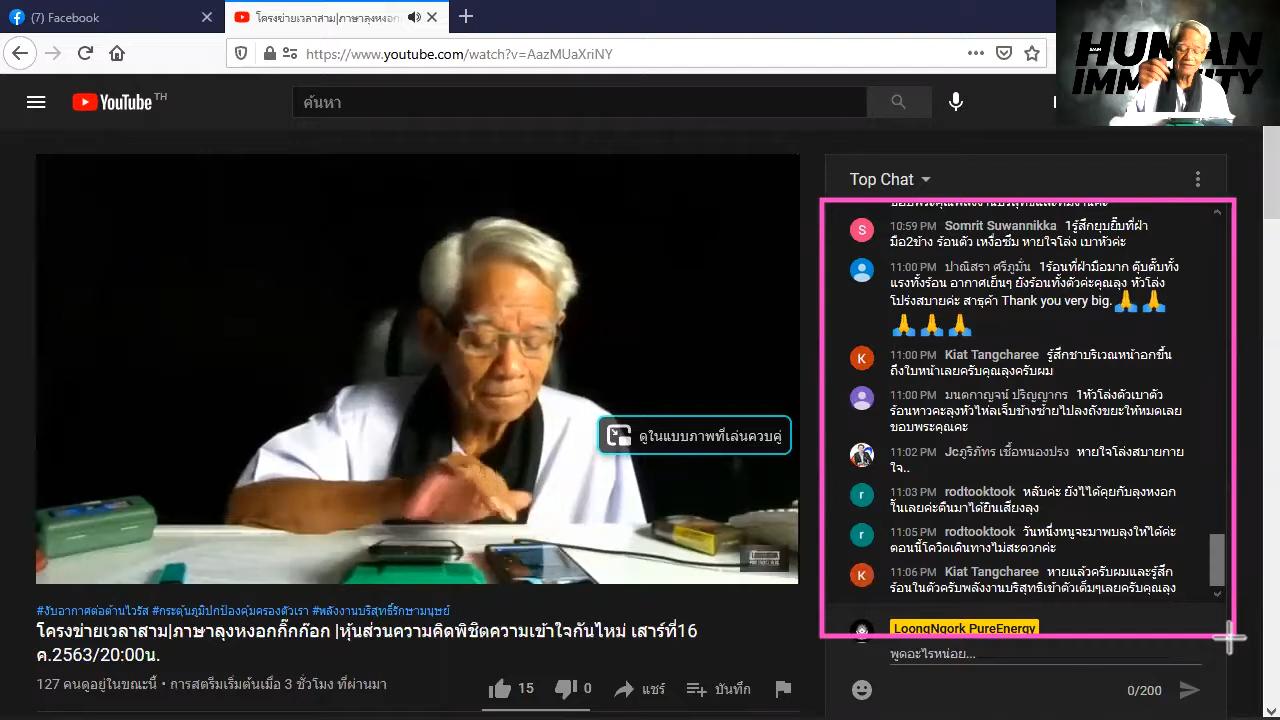 (7) Facebook
โครงข่ายเวลาสาม|ภาษาลุงหงอก
https://www.youtube.com/watch?v=AazMUaXriNY
HUMAN
IMMUNITY
YouTube TH
ค้นหา
Top Chat
10:59 PM Somrit Suwannikka 1รู้สึกยุบยิ๊บที่ฝ่า
มือ2ข้าง ร้อนตัว เหงื่อซึม หายใจโล่ง เบาหัวค่ะ
11:00 PM ปาณิสรา ศรีภูมั่น 1ร้อนที่ฝ่ามือมาก ตุ๊บตั๊บทั้ง
แรงทั้งร้อน อากาศเย็นๆ ยังร้อนทั้งตัวค่ะคุณลุง หัวโล่ง
โปร่งสบายค่ะ สาธุค้า Thank you very big.🙏🙏
🙏🙏🙏
11:00 PM Kiat Tangcharee รู้สึกชาบริเวณหน้าอกขึ้น
ถึงใบหน้าเลยครับคุณลุงครับผม
11:00 PM มนตกาญจน์ ปริญญากร 1หัวโล่งตัวเบาตัว
ร้อนหาวคะลุงหัวไหล่เจ็บข้างซ้ายไปลงถังขยะให้หมดเลย
ขอบพระคุณคะ
11:02 PM Jcภูริภัทร เชื้อหนองปรง หายใจโล่งสบายกาย
ใจ..
11:03 PM rodtooktook หลับค่ะ ยังไได้คุยกับลุงหงอก
เลยค่ะตื่นมาได้ยินเสียงลุง
11:05 PM rodtooktook วันหนึ่งหนูจะมาพบลุงให้ได้ค่ะ
ตอนนี้โควิดเดินทางไม่สะดวกค่ะ
11:06 PM Kiat Tangcharee หายแล้วครับผมและรู้สึก
ร้อนในตัวครับพลังงานบริสุทธิเข้าตัวเต็มๆเลยครับคุณลุง
LoongNgork PureEnergy
พูดอะไรหน่อย...
0/200
ดูในแบบภาพที่เล่นควบคู่
#งับอากาศต่อต้านไวรัส #กระตุ้นภูมิปกป้องคุ้มครองตัวเรา #พลังงานบริสุทธิ์รักษามนุษย์
โครงข่ายเวลาสาม|ภาษาลุงหงอกกิ๊กก๊อก |หุ้นส่วนความคิดพิชิตความเข้าใจกันไหม่ เสาร์ที่16
ค.2563/20:00น.
127 คนดูอยู่ในขณะนี้ • การสตรีมเริ่มต้นเมื่อ 3 ชั่วโมง ที่ผ่านมา
15
0
แชร์
บันทึก